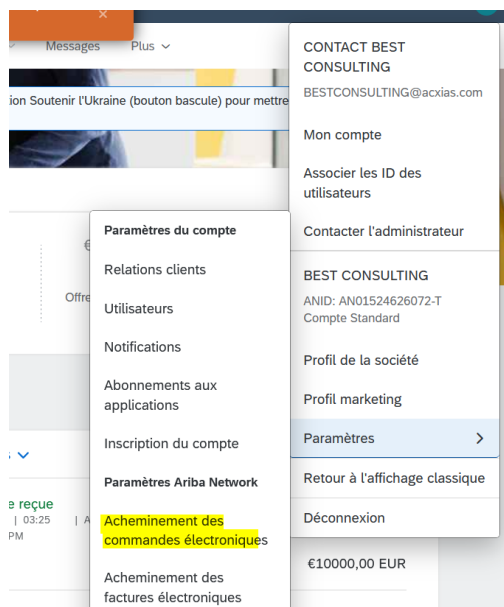 Messages
Plus
CONTACT BEST
CONSULTING
BESTCONSULTING@acxias.com
tion Soutenir l'Ukraine (bouton bascule) pour mettre
Mon compte
Associer les ID des
utilisateurs
Contacter l'administrateur
BEST CONSULTING
ANID: AN01524626072-T
Compte Standard
Profil de la société
Profil marketing
Paramètres
Retour à l'affichage classique
Déconnexion
Paramètres du compte
Relations clients
Utilisateurs
Notifications
Abonnements aux
applications
Inscription du compte
Paramètres Ariba Network
Acheminement des
commandes électroniques
Acheminement des
factures électroniques
€
Offre
s
e reçue
| 03:25 | A
PM
€10000,00 EUR